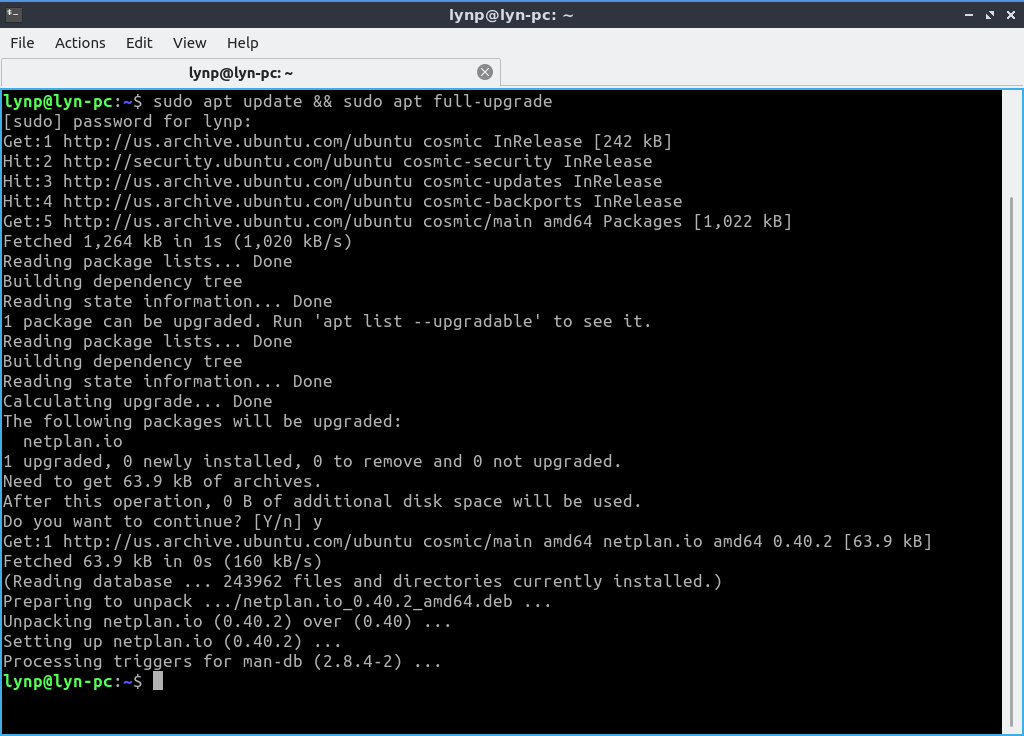 lynp@lyn-pc: ~
File Actions Edit View Help
lynp@lyn-pc: ~
lynp@lyn-pc:~$ sudo apt update && sudo apt full-upgrade
[sudo] password for lynp:
Get:1 http://us.archive.ubuntu.com/ubuntu cosmic InRelease [242 kB]
Hit:2 http://security.ubuntu.com/ubuntu cosmic-security InRelease
Hit:3 http://us.archive.ubuntu.com/ubuntu cosmic-updates InRelease
Hit:4 http://us.archive.ubuntu.com/ubuntu cosmic-backports InRelease
Get:5 http://us.archive.ubuntu.com/ubuntu cosmic/main amd64 Packages [1,022 kB]
Fetched 1,264 kB in 1s (1,020 kB/s)
Reading package lists... Done
Building dependency tree
Reading state information... Done
1 package can be upgraded. Run 'apt list --upgradable' to see it.
Reading package lists... Done
Building dependency tree
Reading state information... Done
Calculating upgrade... Done
The following packages will be upgraded:
  netplan.io
1 upgraded, 0 newly installed, 0 to remove and 0 not upgraded.
Need to get 63.9 kB of archives.
After this operation, 0 B of additional disk space will be used.
Do you want to continue? [Y/n] y
Get:1 http://us.archive.ubuntu.com/ubuntu cosmic/main amd64 netplan.io amd64 0.40.2 [63.9 kB]
Fetched 63.9 kB in 0s (160 kB/s)
(Reading database ... 243962 files and directories currently installed.)
Preparing to unpack .../netplan.io_0.40.2_amd64.deb ...
Unpacking netplan.io (0.40.2) over (0.40) ...
Setting up netplan.io (0.40.2) ...
Processing triggers for man-db (2.8.4-2) ...
lynp@lyn-pc:~$